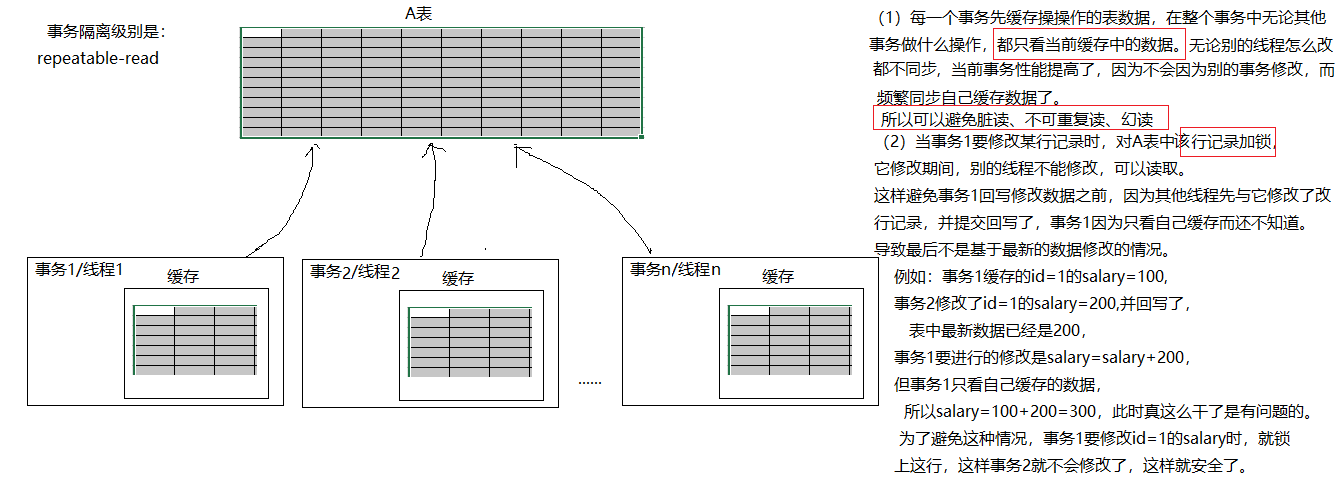 A表
事务隔离级别是：
repeatable-read
事务1/线程1
缓存
事务2/线程2
缓存
......
事务n/线程n
缓存
（1）每一个事务先缓存操操作的表数据，在整个事务中无论其他
事务做什么操作，都只看当前缓存中的数据。无论别的线程怎么改
都不同步，当前事务性能提高了，因为不会因为别的事务修改，而
频繁同步自己缓存数据了。
所以可以避免脏读、不可重复读、幻读
（2）当事务1要修改某行记录时，对A表中该行记录加锁，
它修改期间，别的线程不能修改，可以读取。
这样避免事务1回写修改数据之前，因为其他线程先与它修改了改
行记录，并提交回写了，事务1因为只看自己缓存而还不知道。
导致最后不是基于最新的数据修改的情况。
例如：事务1缓存的id=1的salary=100,
事务2修改了id=1的salary=200,并回写了，
表中最新数据已经是200，
事务1要进行的修改是salary=salary+200，
但事务1只看自己缓存的数据，
所以salary=100+200=300，此时真这么干了是有问题的。
为了避免这种情况，事务1要修改id=1的salary时，就锁
上这行，这样事务2就不会修改了，这样就安全了。